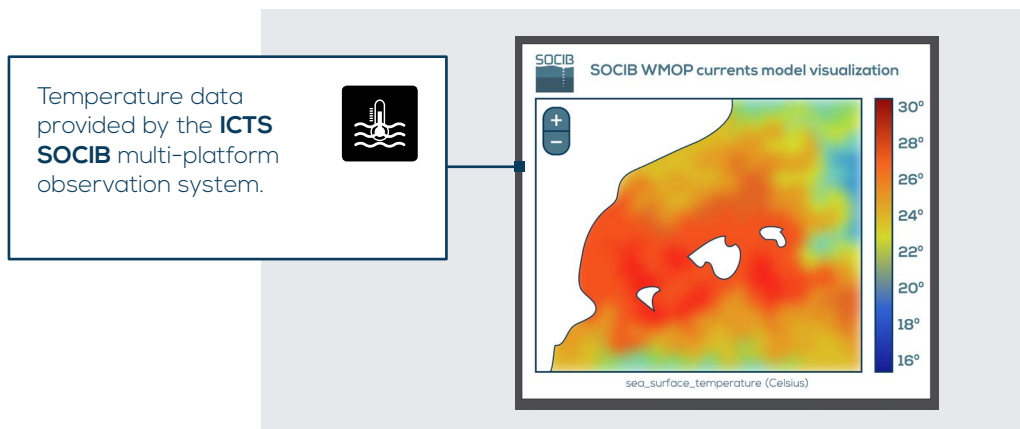 Temperature data
provided by the ICTS
SOCIB multi-platform
observation system.
SOCIB
SOCIB WMOP currents model visualization
+
−
30°
28°
26°
24°
22°
20°
18°
16°
sea_surface_temperature (Celsius)